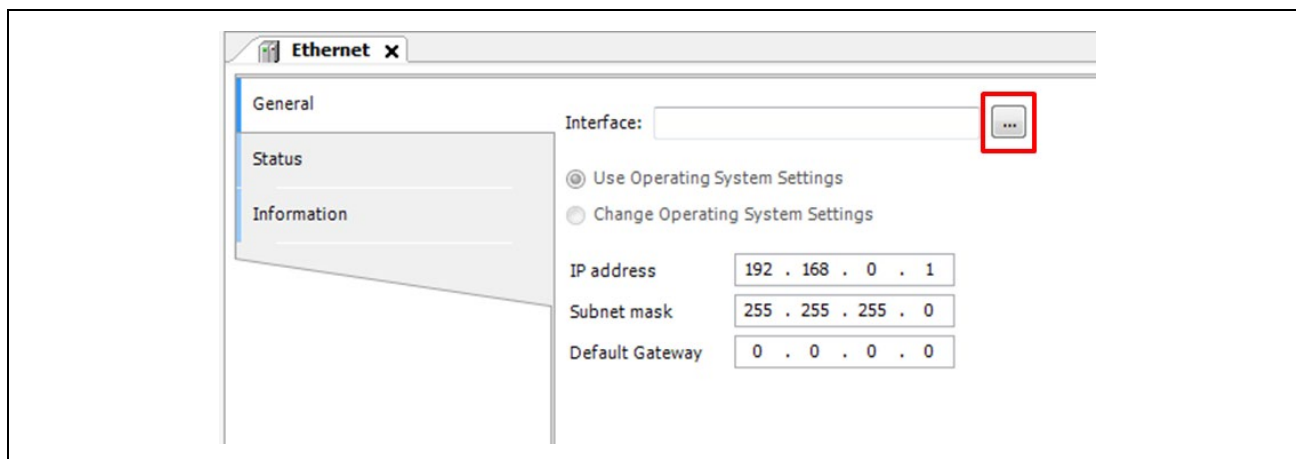 Ethernet x
General
Interface: ...
Status
Use Operating System Settings
Information
Change Operating System Settings
IP address 192 . 168 . 0 . 1
Subnet mask 255 . 255 . 255 . 0
Default Gateway 0 . 0 . 0 . 0